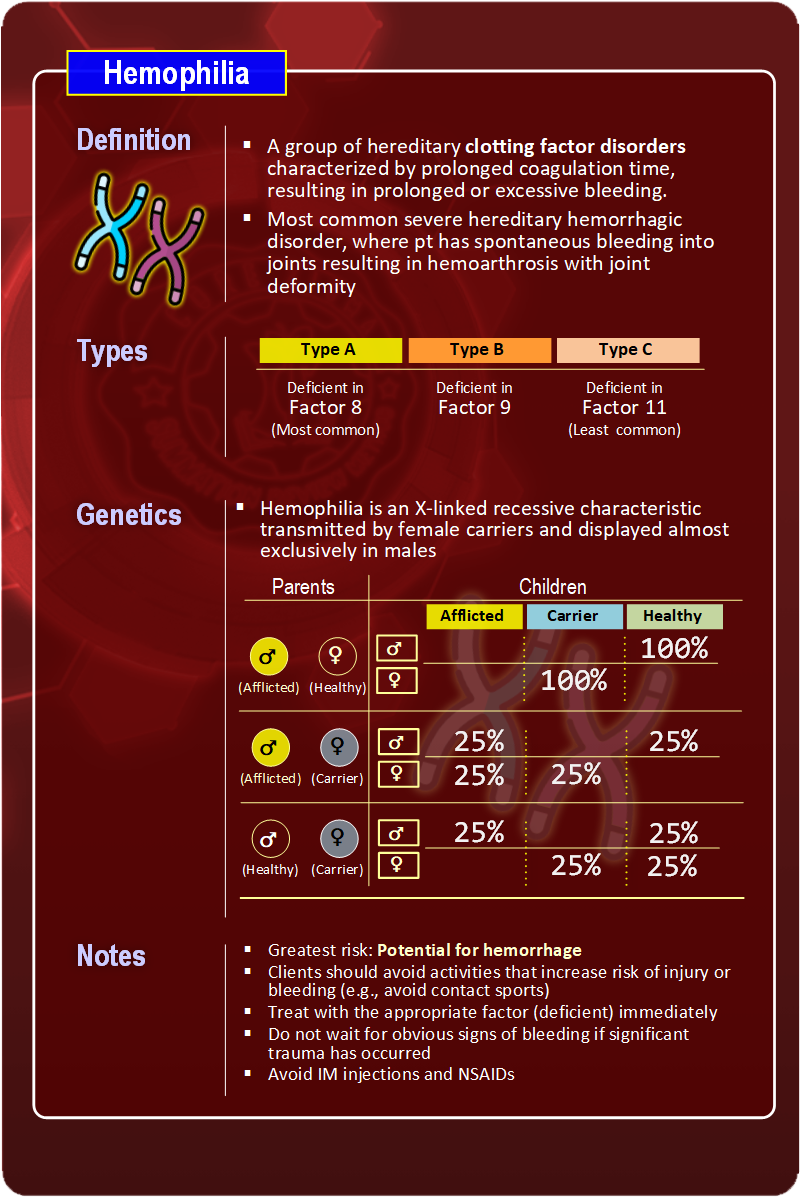 Hemophilia
Definition
▪ A group of hereditary clotting factor disorders
characterized by prolonged coagulation time,
resulting in prolonged or excessive bleeding.
▪ Most common severe hereditary hemorrhagic
disorder, where pt has spontaneous bleeding into
joints resulting in hemoarthrosis with joint
deformity
Types
Type A Type B Type C
Deficient in Deficient in Deficient in
Factor 8 Factor 9 Factor 11
(Most common) (Least common)
Genetics
▪ Hemophilia is an X-linked recessive characteristic
transmitted by female carriers and displayed almost
exclusively in males
Parents Children
Afflicted Carrier Healthy
♂ ♀ ♂ 100%
(Afflicted) (Healthy) ♀ 100%
♂ ♀ ♂ 25% 25%
(Afflicted) (Carrier) ♀ 25% 25%
♂ ♀ ♂ 25% 25%
(Healthy) (Carrier) ♀ 25% 25%
Notes
▪ Greatest risk: Potential for hemorrhage
▪ Clients should avoid activities that increase risk of injury or
bleeding (e.g., avoid contact sports)
▪ Treat with the appropriate factor (deficient) immediately
▪ Do not wait for obvious signs of bleeding if significant
trauma has occurred
▪ Avoid IM injections and NSAIDs